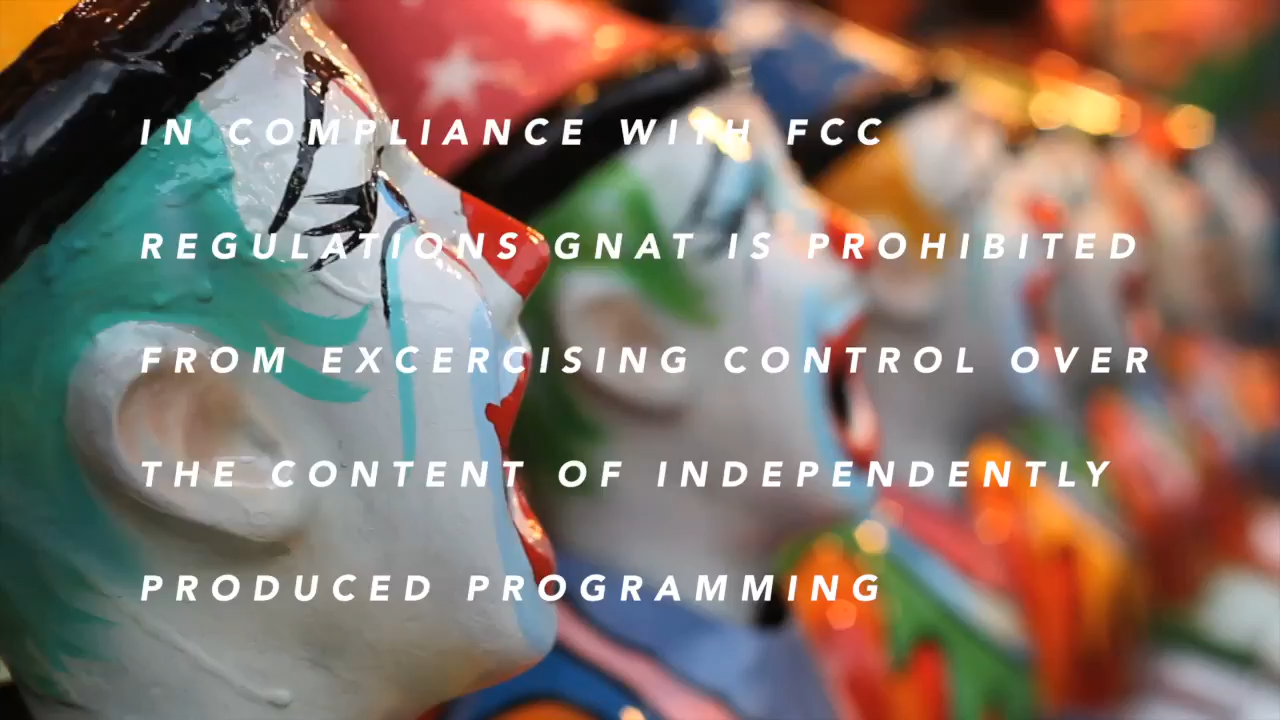 IN COMPLIANCE WITH FCC
REGULATIONS GNAT IS PROHIBITED
FROM EXCERCISING CONTROL OVER
THE CONTENT OF INDEPENDENTLY
PRODUCED PROGRAMMING